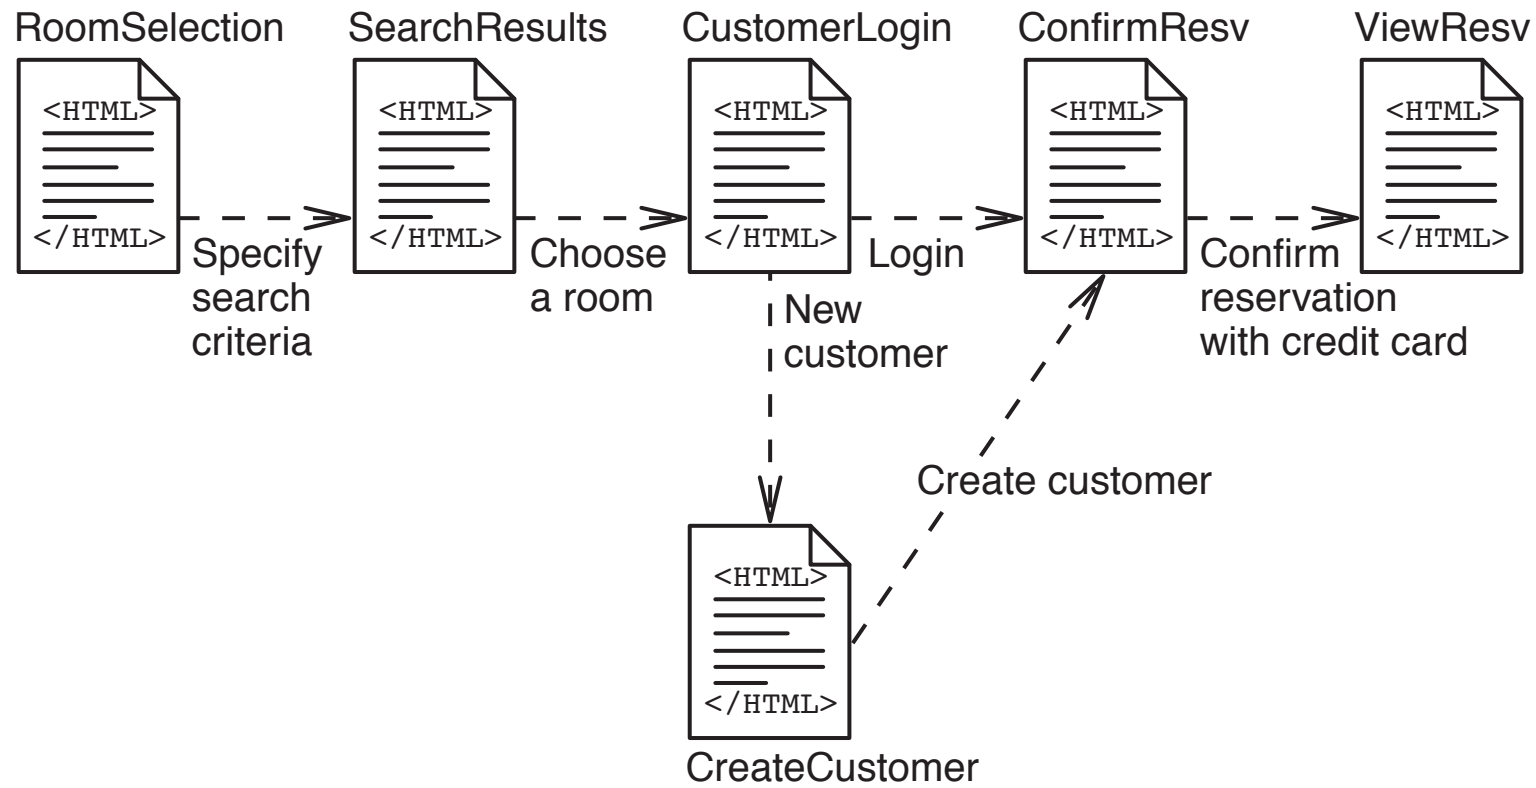 RoomSelection
SearchResults
CustomerLogin
ConfirmResv
ViewResv
<HTML>
</HTML>
<HTML>
</HTML>
<HTML>
</HTML>
<HTML>
</HTML>
<HTML>
</HTML>
Specify
search
criteria
Choose
a room
Login
Confirm
reservation
with credit card
New
customer
Create customer
<HTML>
</HTML>
CreateCustomer